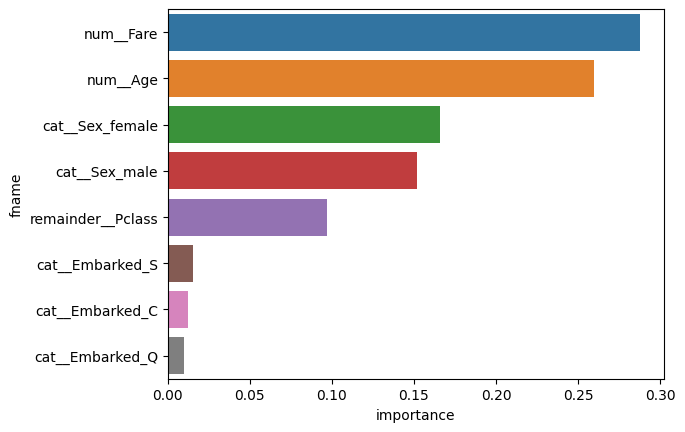 num__Fare
num__Age
cat__Sex_female
cat__Sex_male
remainder__Pclass
cat__Embarked_S
cat__Embarked_C
cat__Embarked_Q
fname
0.00 0.05 0.10 0.15 0.20 0.25 0.30
importance